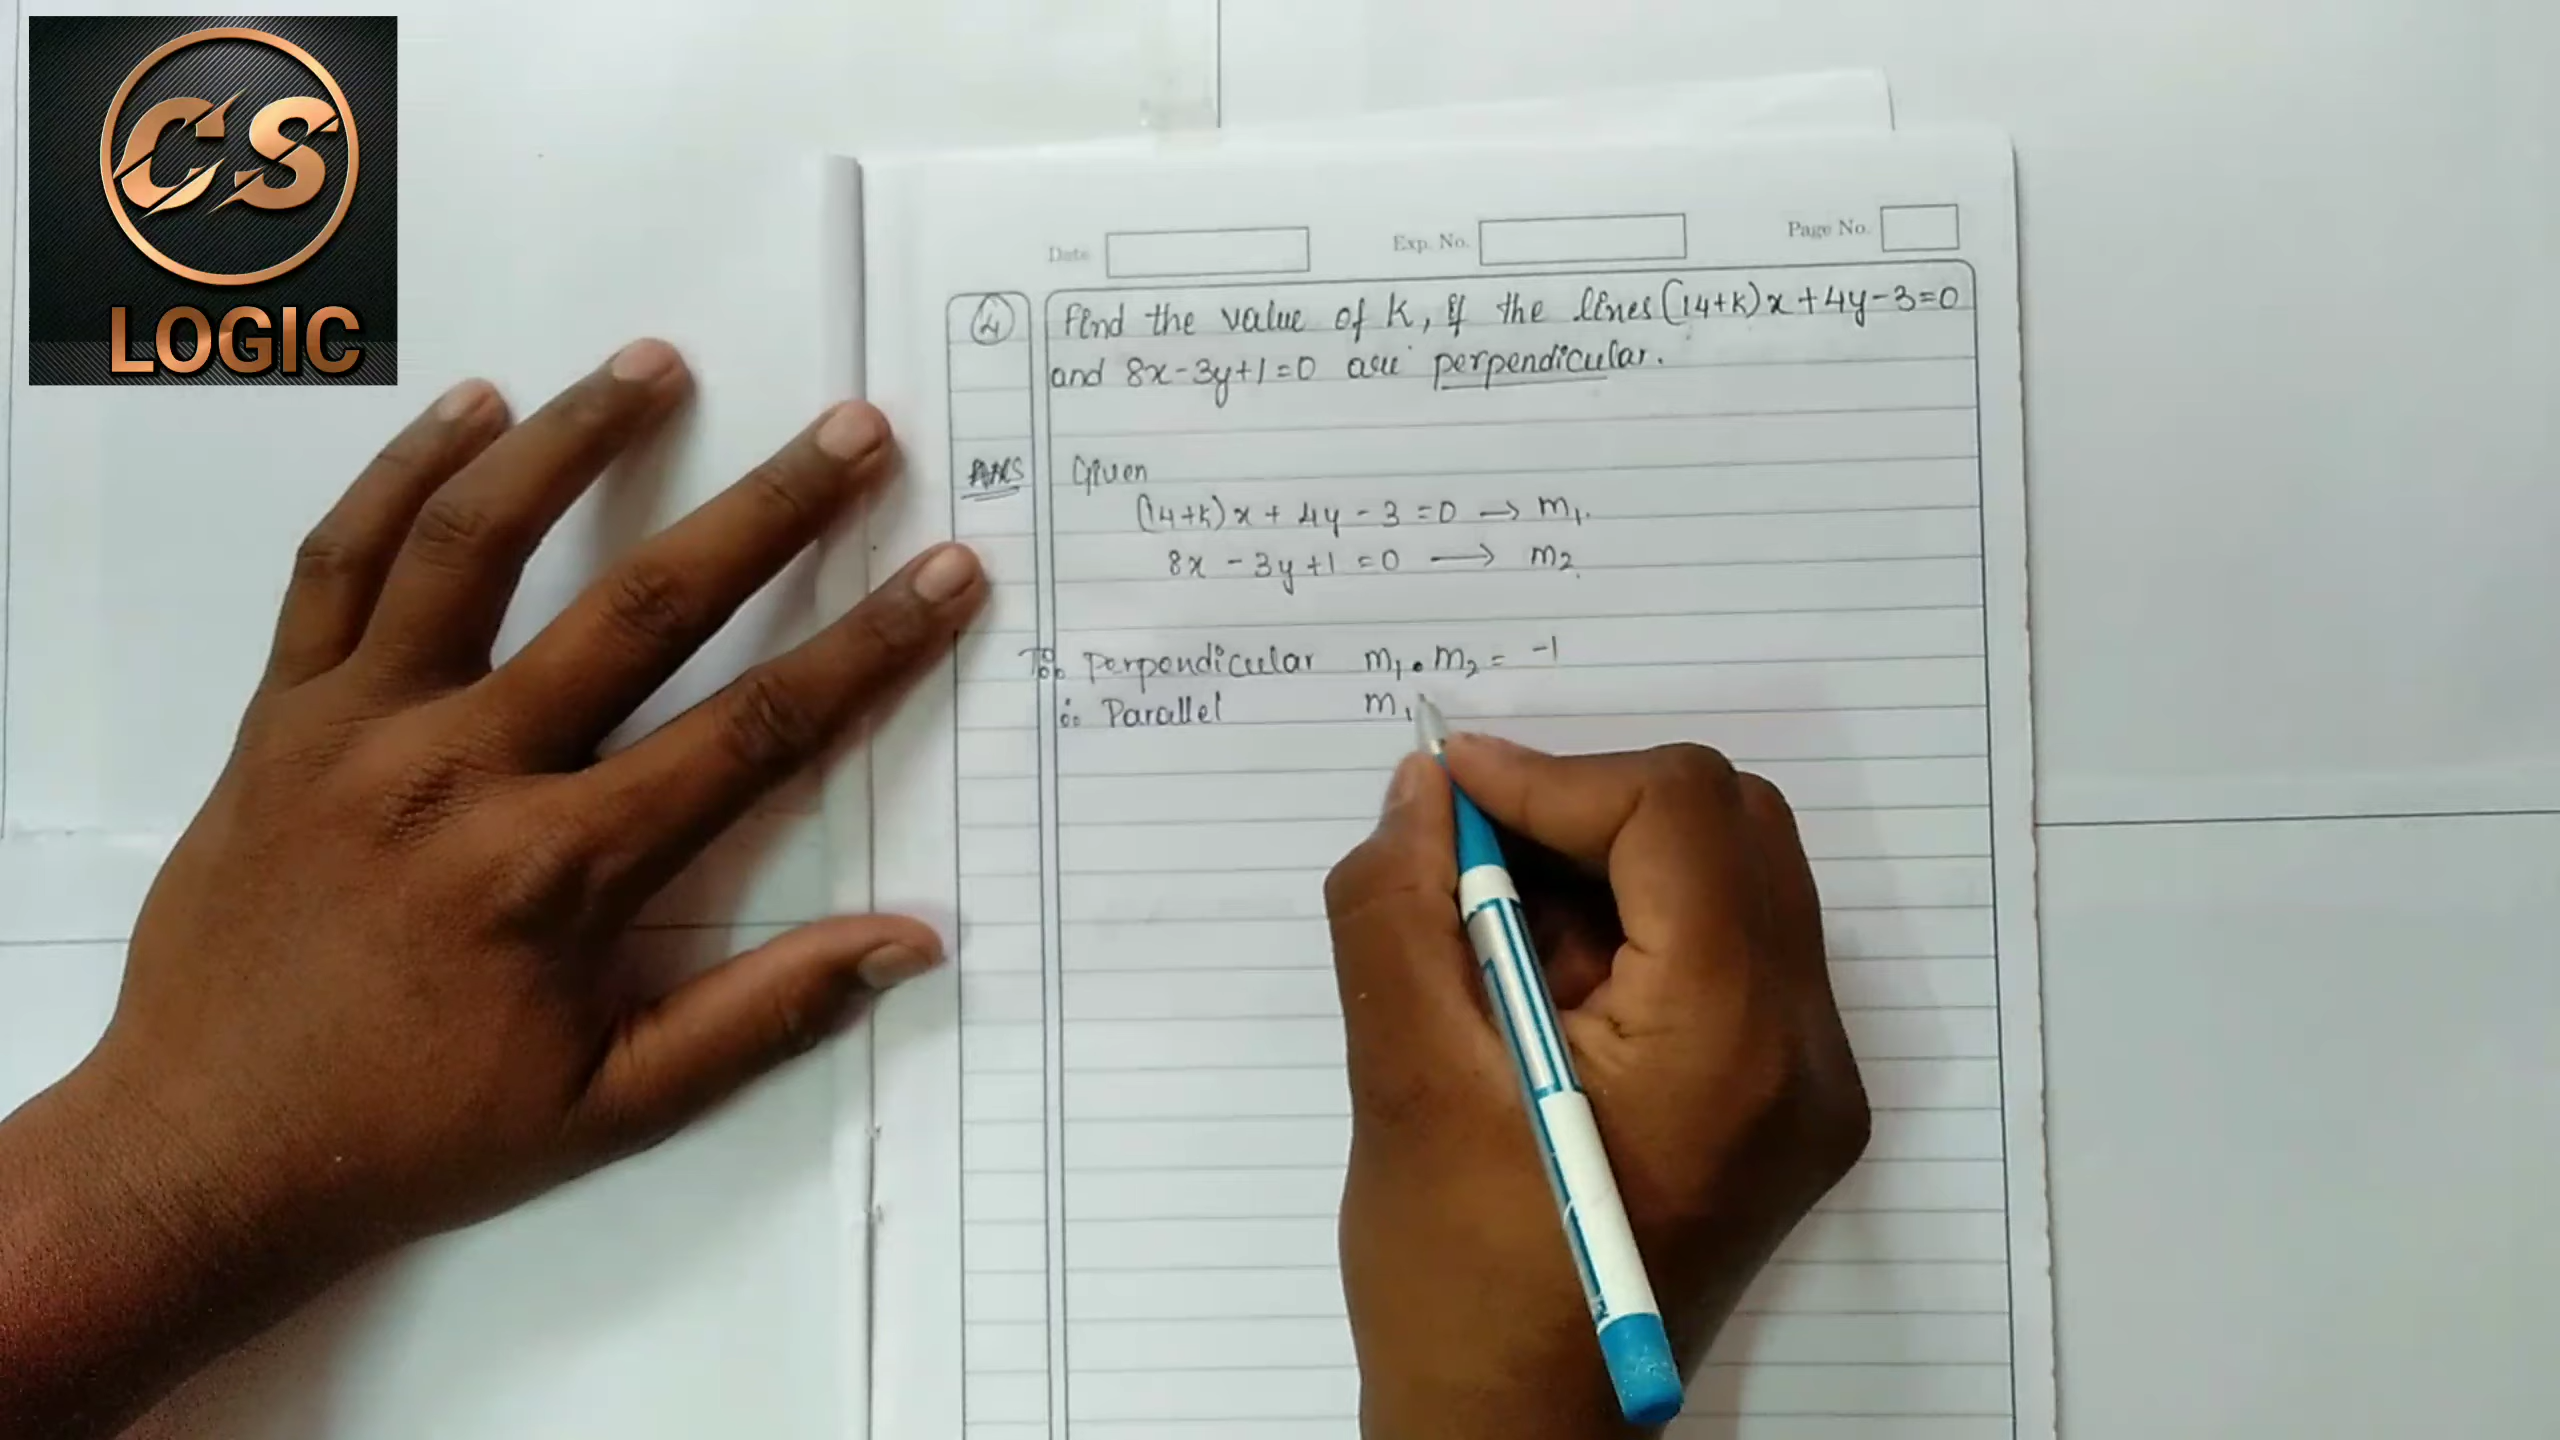 CS
LOGIC
Date Exp. No. Page No.
4 Find the value of K, if the lines (14+k)x+4y-3=0
and 8x-3y+1=0 are perpendicular.
Ans Given
(14+k)x + 4y - 3 = 0 → m₁.
8x - 3y + 1 = 0 → m₂.
Perpendicular m₁ . m₂ = -1
Parallel m₁